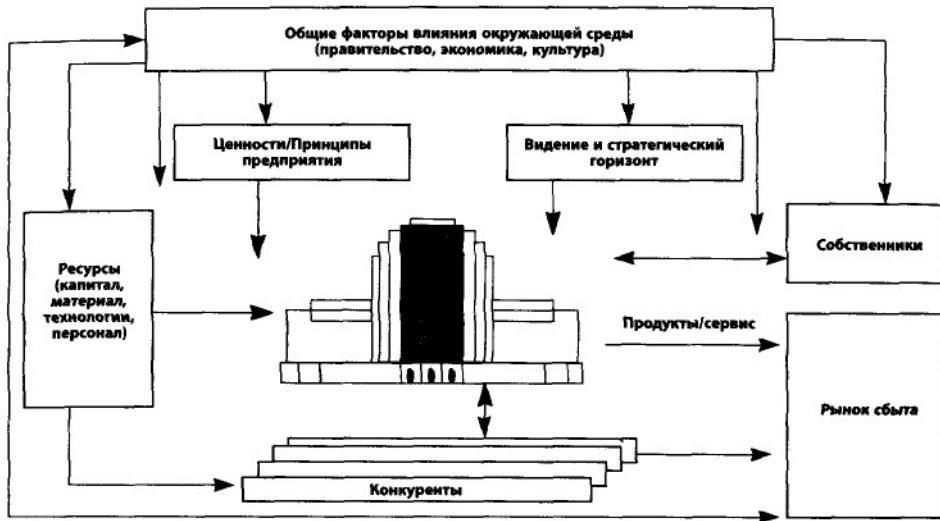 Общие факторы влияния окружающей среды
(правительство, экономика, культура)
Ценности/Принципы
предприятия
Видение и стратегический
горизонт
Ресурсы
(капитал,
материал,
технологии,
персонал)
Собственники
Продукты/сервис
Рынок сбыта
Конкуренты